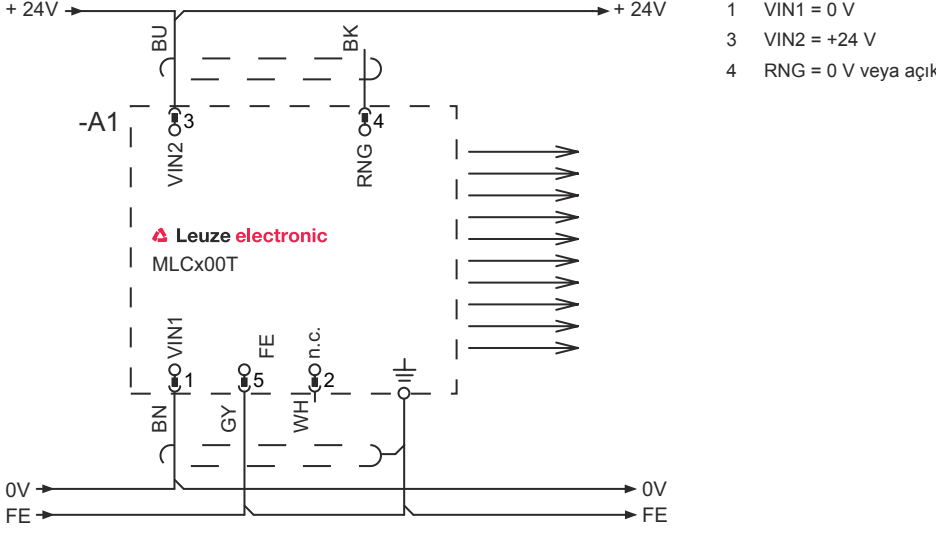 + 24V
+ 24V
1 VIN1 = 0 V
3 VIN2 = +24 V
4 RNG = 0 V veya açık
BU
BK
-A1
3
4
VIN2
RNG
Leuze electronic
MLCx00T
VIN1
FE
n.c.
1
5
2
BN
GY
WH
0V
0V
FE
FE